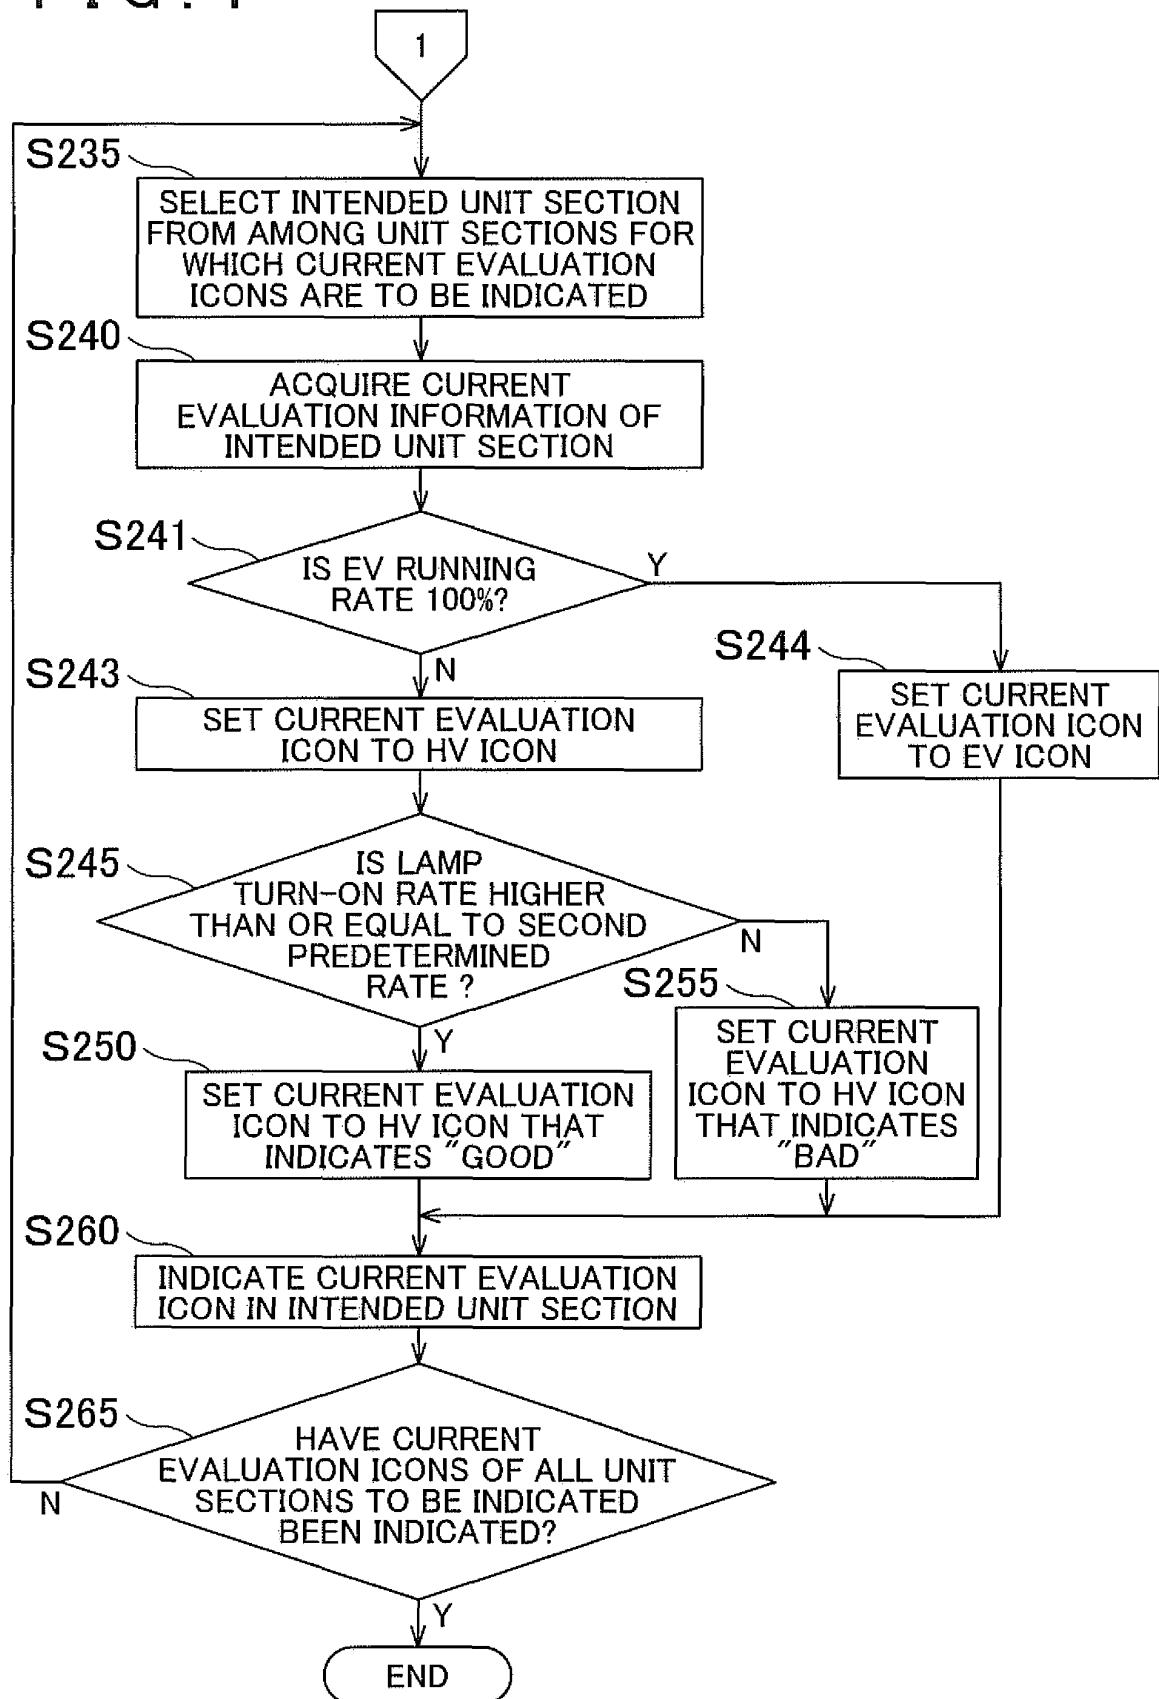 1
S235
SELECT INTENDED UNIT SECTION
FROM AMONG UNIT SECTIONS FOR
WHICH CURRENT EVALUATION
ICONS ARE TO BE INDICATED
S240
ACQUIRE CURRENT
EVALUATION INFORMATION OF
INTENDED UNIT SECTION
S241
IS EV RUNNING
RATE 100%?
Y
N
S244
SET CURRENT
EVALUATION ICON
TO EV ICON
S243
SET CURRENT EVALUATION
ICON TO HV ICON
S245
IS LAMP
TURN-ON RATE HIGHER
THAN OR EQUAL TO SECOND
PREDETERMINED
RATE ?
N
Y
S255
SET CURRENT
EVALUATION
ICON TO HV ICON
THAT INDICATES
"BAD"
S250
SET CURRENT EVALUATION
ICON TO HV ICON THAT
INDICATES "GOOD"
S260
INDICATE CURRENT EVALUATION
ICON IN INTENDED UNIT SECTION
S265
HAVE CURRENT
EVALUATION ICONS OF ALL UNIT
SECTIONS TO BE INDICATED
BEEN INDICATED?
N
Y
END